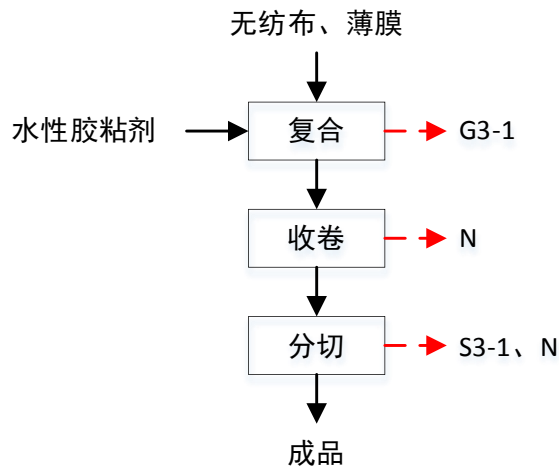 无纺布、薄膜
水性胶粘剂
复合
G3-1
收卷
N
分切
S3-1、N
成品